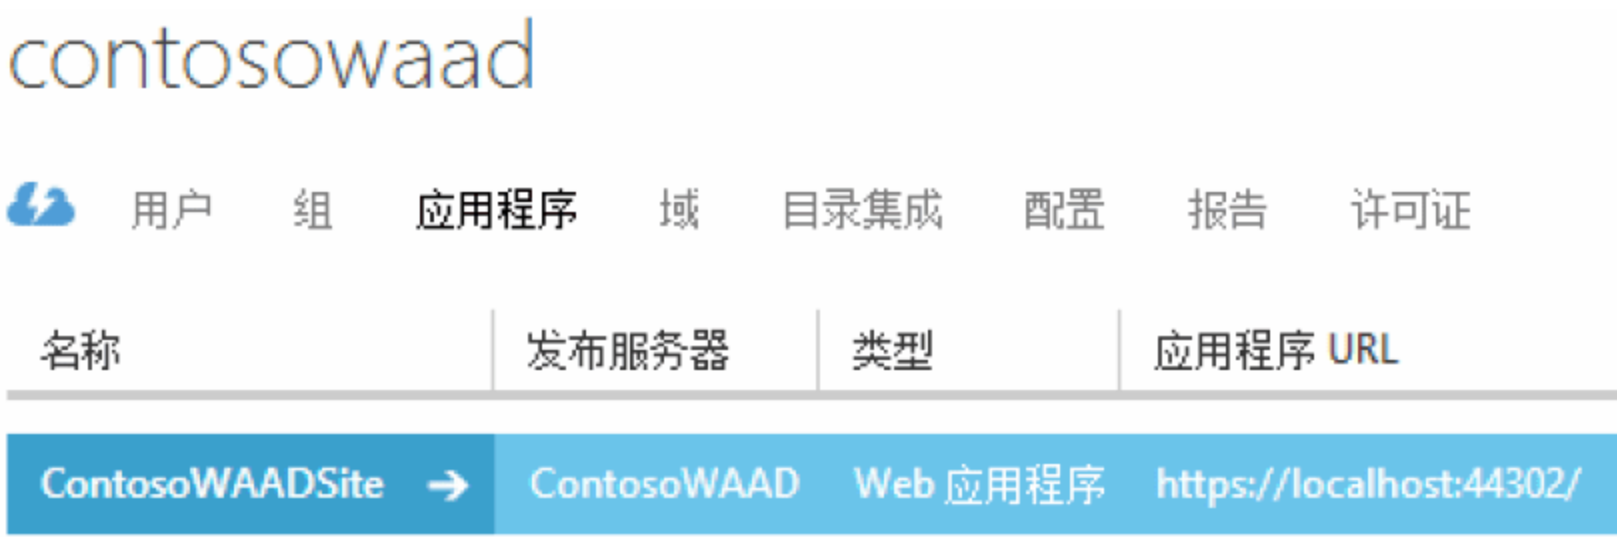 contosowaad
用户 组 应用程序 域 目录集成 配置 报告 许可证
名称 发布服务器 类型 应用程序 URL
ContosoWAADSite → ContosoWAAD Web 应用程序 https://localhost:44302/